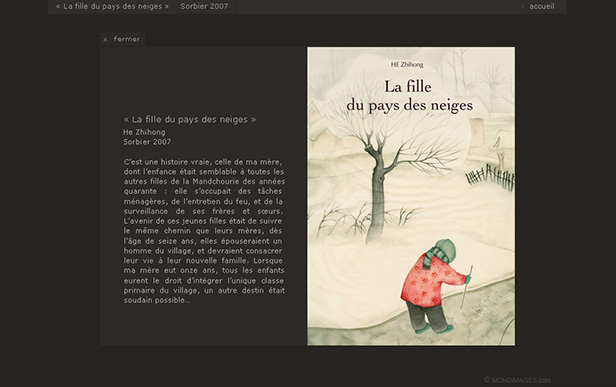 « La fille du pays des neiges »   Sorbier 2007
› accueil
× fermer
HE Zhihong
La fille
du pays des neiges
« La fille du pays des neiges »
He Zhihong
Sorbier 2007
C'est une histoire vraie, celle de ma mère,
dont l'enfance était semblable à toutes les
autres filles de la Mandchourie des années
quarante : elle s'occupait des tâches
ménagères, de l'entretien du feu, et de la
surveillance de ses frères et sœurs.
L'avenir de ces jeunes filles était de suivre
le même chemin que leurs mères, dès
l'âge de seize ans, elles épouseraient un
homme du village, et devraient consacrer
leur vie à leur nouvelle famille. Lorsque
ma mère eut onze ans, tous les enfants
eurent le droit d'intégrer l'unique classe
primaire du village, un autre destin était
soudain possible...
© MONDIMAGES.com